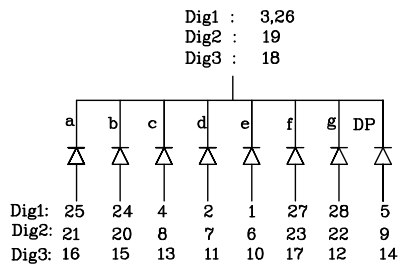 Dig1 : 3,26
Dig2 : 19
Dig3 : 18
a b c d e f g DP
Dig1: 25 24 4 2 1 27 28 5
Dig2: 21 20 8 7 6 23 22 9
Dig3: 16 15 13 11 10 17 12 14